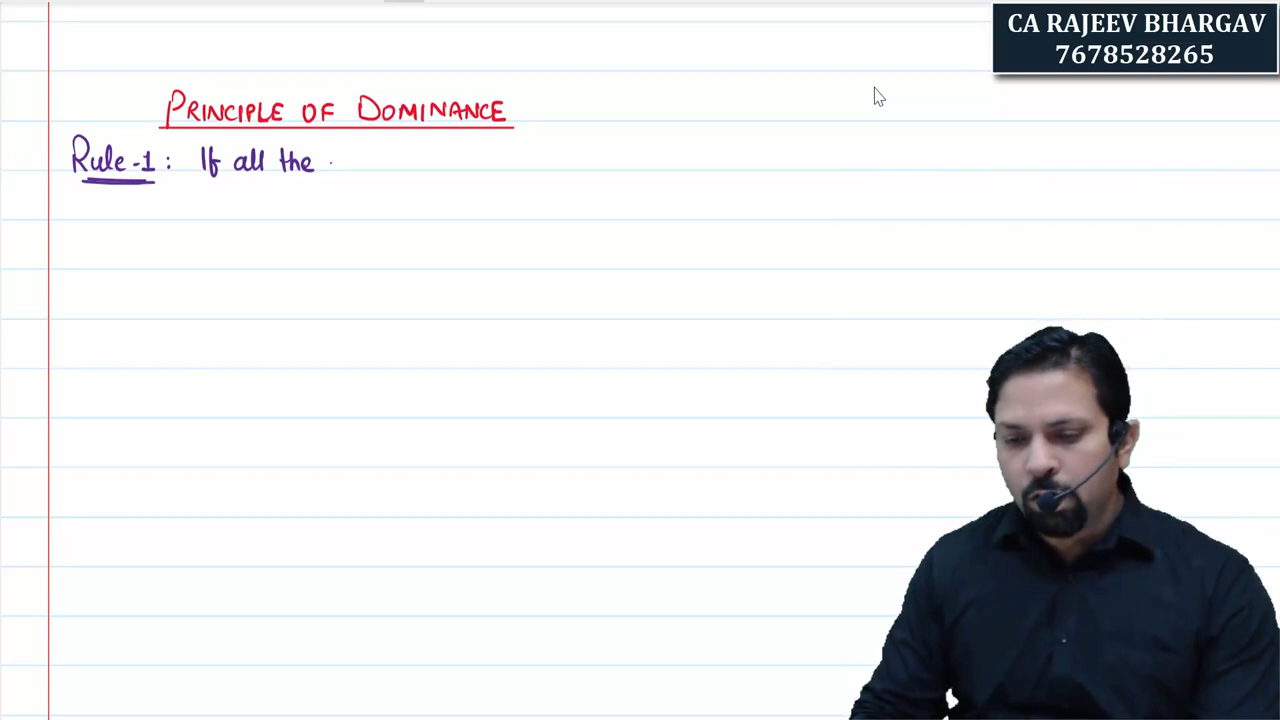 CA RAJEEV BHARGAV
7678528265
PRINCIPLE OF DOMINANCE
Rule-1: If all the